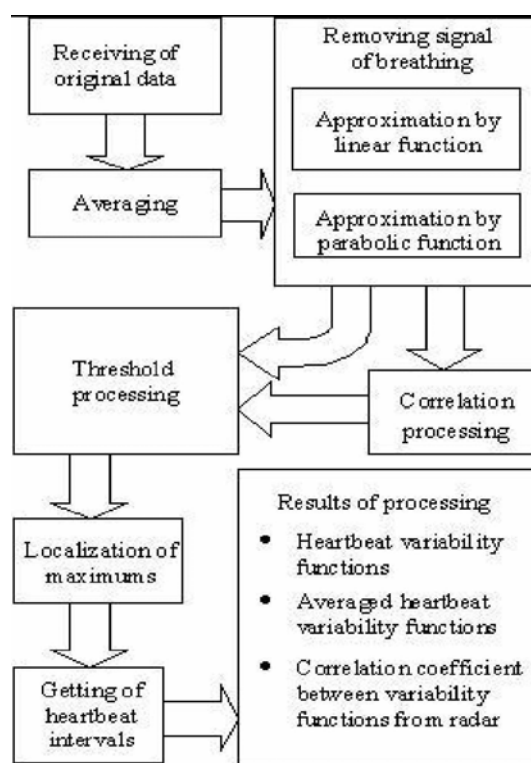 Receiving of
original data
Averaging
Removing signal
of breathing
Approximation by
linear function
Approximation by
parabolic function
Threshold
processing
Correlation
processing
Localization of
maximums
Getting of
heartbeat
intervals
Results of processing
• Heartbeat variability
functions
• Averaged heartbeat
variability functions
• Correlation coefficient
between variability
functions from radar